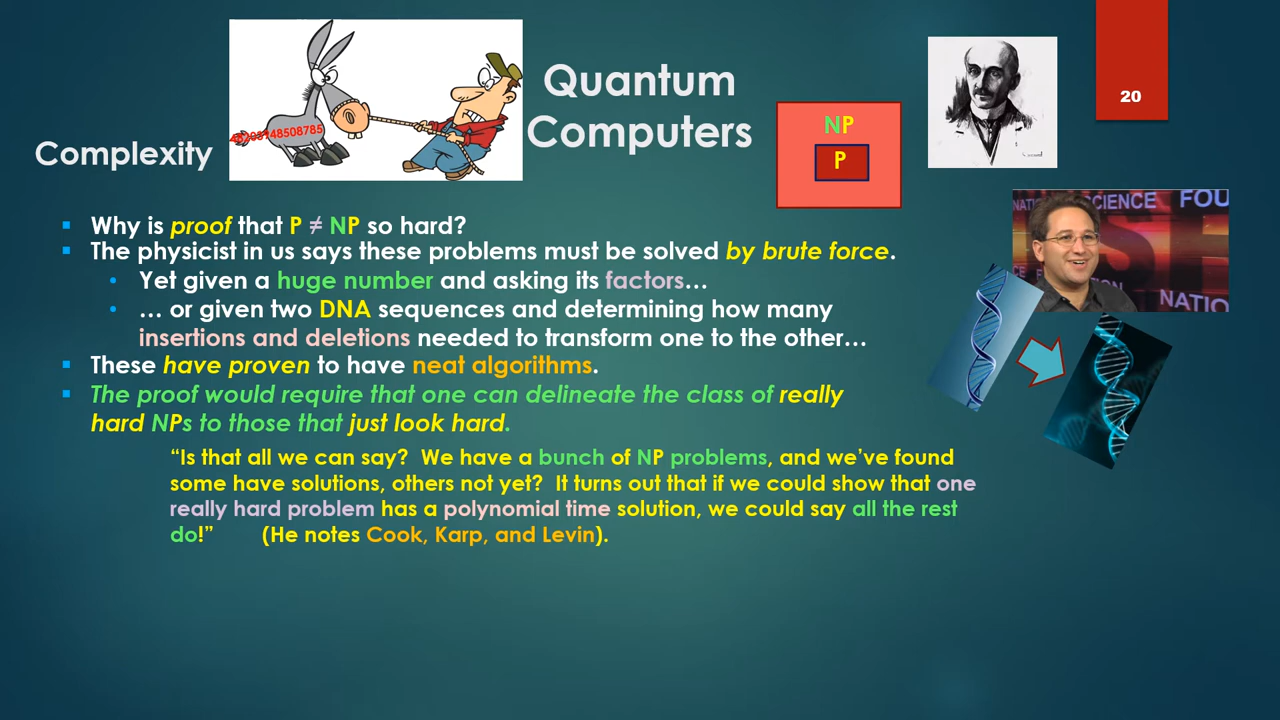 Quantum
Computers
Complexity
20
NP
P
Why is proof that P ≠ NP so hard?
The physicist in us says these problems must be solved by brute force.
Yet given a huge number and asking its factors…
… or given two DNA sequences and determining how many
insertions and deletions needed to transform one to the other…
These have proven to have neat algorithms.
The proof would require that one can delineate the class of really
hard NPs to those that just look hard.
“Is that all we can say? We have a bunch of NP problems, and we’ve found
some have solutions, others not yet? It turns out that if we could show that one
really hard problem has a polynomial time solution, we could say all the rest
do!” (He notes Cook, Karp, and Levin).
SCIENCE FOU
NATIO